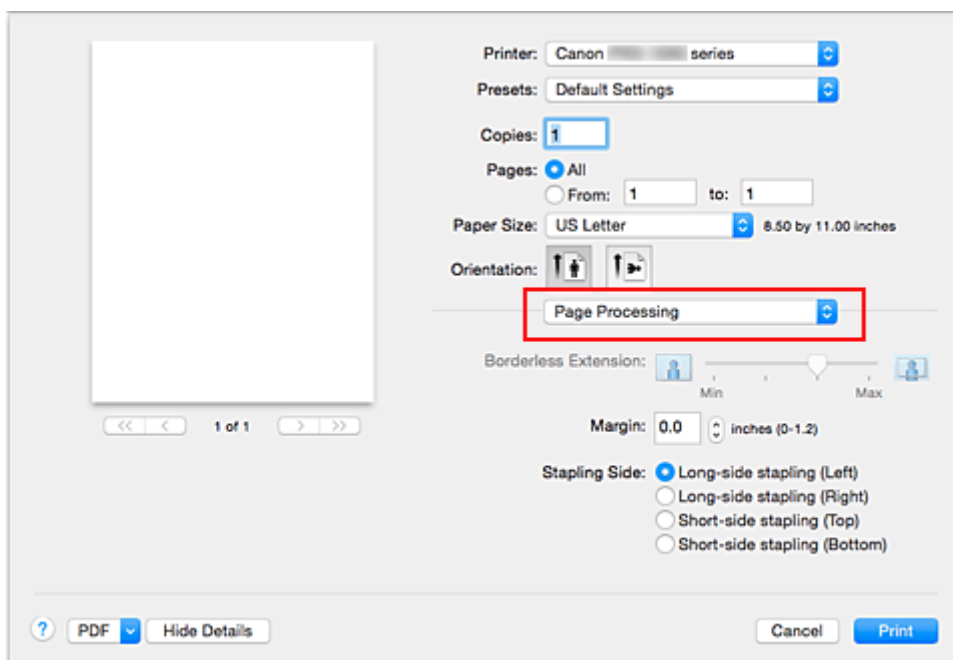 Printer: Canon series
Presets: Default Settings
Copies: 1
Pages: All
From: 1 to: 1
Paper Size: US Letter 8.50 by 11.00 inches
Orientation:
Page Processing
Borderless Extension:
Min Max
<< < 1 of 1 > >>
Margin: 0.0 inches (0-1.2)
Stapling Side: Long-side stapling (Left)
Long-side stapling (Right)
Short-side stapling (Top)
Short-side stapling (Bottom)
? PDF Hide Details Cancel Print